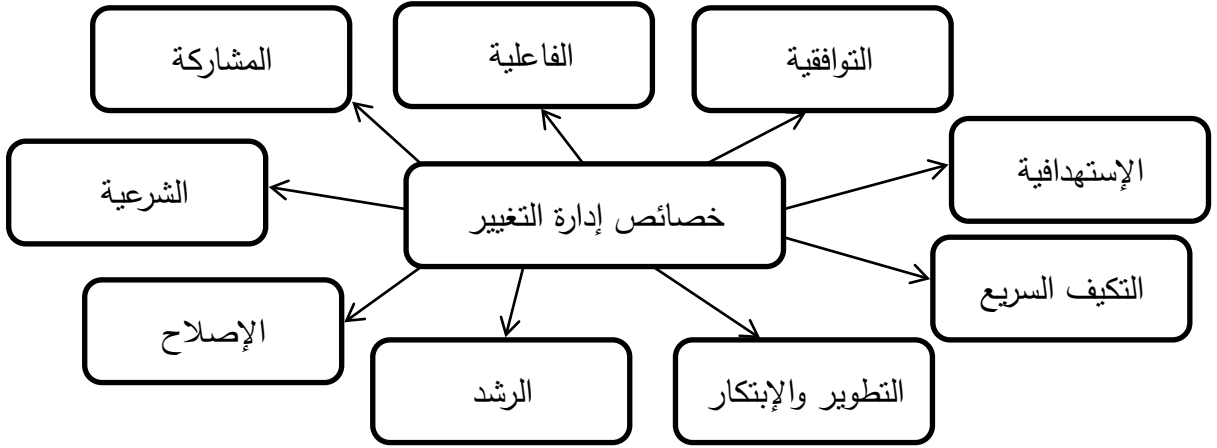 التوافقية
الفاعلية
المشاركة
الإستهدافية
الشرعية
خصائص إدارة التغيير
التكيف السريع
الإصلاح
التطوير والإبتكار
الرشد